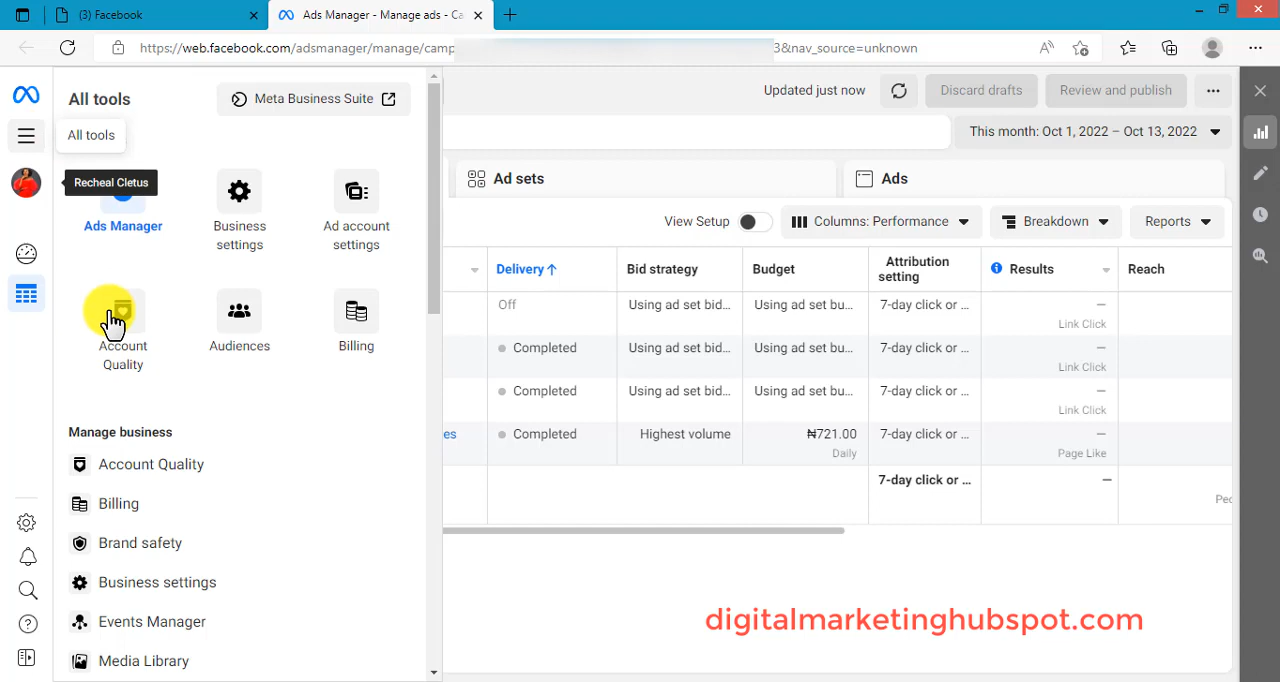 (3) Facebook
Ads Manager - Manage ads - Ca
https://web.facebook.com/adsmanager/manage/camp
3&nav_source=unknown
All tools
Meta Business Suite
All tools
Recheal Cletus
Ads Manager
Business settings
Ad account settings
Account Quality
Audiences
Billing
Manage business
Account Quality
Billing
Brand safety
Business settings
Events Manager
Media Library
Updated just now
Discard drafts
Review and publish
This month: Oct 1, 2022 – Oct 13, 2022
Ad sets
Ads
View Setup
Columns: Performance
Breakdown
Reports
Delivery↑
Bid strategy
Budget
Attribution setting
Results
Reach
Off
Using ad set bid...
Using ad set bu...
7-day click or ...
—
Link Click
Completed
Using ad set bid...
Using ad set bu...
7-day click or ...
—
Link Click
Completed
Using ad set bid...
Using ad set bu...
7-day click or ...
—
Link Click
es
Completed
Highest volume
₦721.00
Daily
7-day click or ...
—
Page Like
7-day click or ...
—
Pec
digitalmarketinghubspot.com